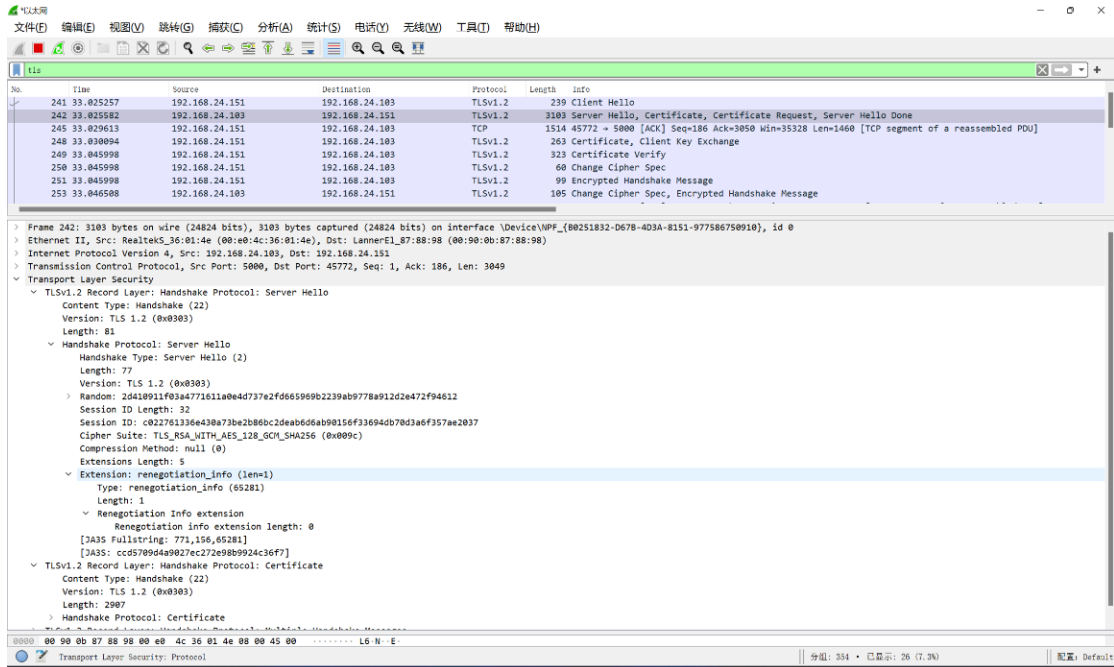 *以太网
文件(F) 编辑(E) 视图(V) 跳转(G) 捕获(C) 分析(A) 统计(S) 电话(Y) 无线(W) 工具(T) 帮助(H)
tls
No. Time Source Destination Protocol Length Info
241 33.025257 192.168.24.151 192.168.24.103 TLSv1.2 239 Client Hello
242 33.025582 192.168.24.103 192.168.24.151 TLSv1.2 3103 Server Hello, Certificate, Certificate Request, Server Hello Done
245 33.029613 192.168.24.151 192.168.24.103 TCP 1514 45772 → 5000 [ACK] Seq=186 Ack=3050 Win=35328 Len=1460 [TCP segment of a reassembled PDU]
248 33.030094 192.168.24.151 192.168.24.103 TLSv1.2 263 Certificate, Client Key Exchange
249 33.045998 192.168.24.151 192.168.24.103 TLSv1.2 323 Certificate Verify
250 33.045998 192.168.24.151 192.168.24.103 TLSv1.2 60 Change Cipher Spec
251 33.045998 192.168.24.151 192.168.24.103 TLSv1.2 99 Encrypted Handshake Message
253 33.046508 192.168.24.103 192.168.24.151 TLSv1.2 105 Change Cipher Spec, Encrypted Handshake Message
Frame 242: 3103 bytes on wire (24824 bits), 3103 bytes captured (24824 bits) on interface \Device\NPF_{B0251832-D67B-4D3A-8151-977586750910}, id 0
Ethernet II, Src: RealtekS_36:01:4e (00:e0:4c:36:01:4e), Dst: LannerEl_87:88:98 (00:90:0b:87:88:98)
Internet Protocol Version 4, Src: 192.168.24.103, Dst: 192.168.24.151
Transmission Control Protocol, Src Port: 5000, Dst Port: 45772, Seq: 1, Ack: 186, Len: 3049
Transport Layer Security
TLSv1.2 Record Layer: Handshake Protocol: Server Hello
Content Type: Handshake (22)
Version: TLS 1.2 (0x0303)
Length: 81
Handshake Protocol: Server Hello
Handshake Type: Server Hello (2)
Length: 77
Version: TLS 1.2 (0x0303)
Random: 2d410911f03a4771611a0e4d737e2fd665969b2239ab9778a912d2e472f94612
Session ID Length: 32
Session ID: c022761336e430a73be2b86bc2deab6d6ab90156f33694db70d3a6f357ae2037
Cipher Suite: TLS_RSA_WITH_AES_128_GCM_SHA256 (0x009c)
Compression Method: null (0)
Extensions Length: 5
Extension: renegotiation_info (len=1)
Type: renegotiation_info (65281)
Length: 1
Renegotiation Info extension
Renegotiation info extension length: 0
[JA3S Fullstring: 771,156,65281]
[JA3S: ccd5709d4a9027ec272e98b9924c36f7]
TLSv1.2 Record Layer: Handshake Protocol: Certificate
Content Type: Handshake (22)
Version: TLS 1.2 (0x0303)
Length: 2907
Handshake Protocol: Certificate
0000 00 90 0b 87 88 98 00 e0 4c 36 01 4e 08 00 45 00 ········ L6·N··E·
Transport Layer Security: Protocol 分组: 354 · 已显示: 26 (7.3%) 配置: Default